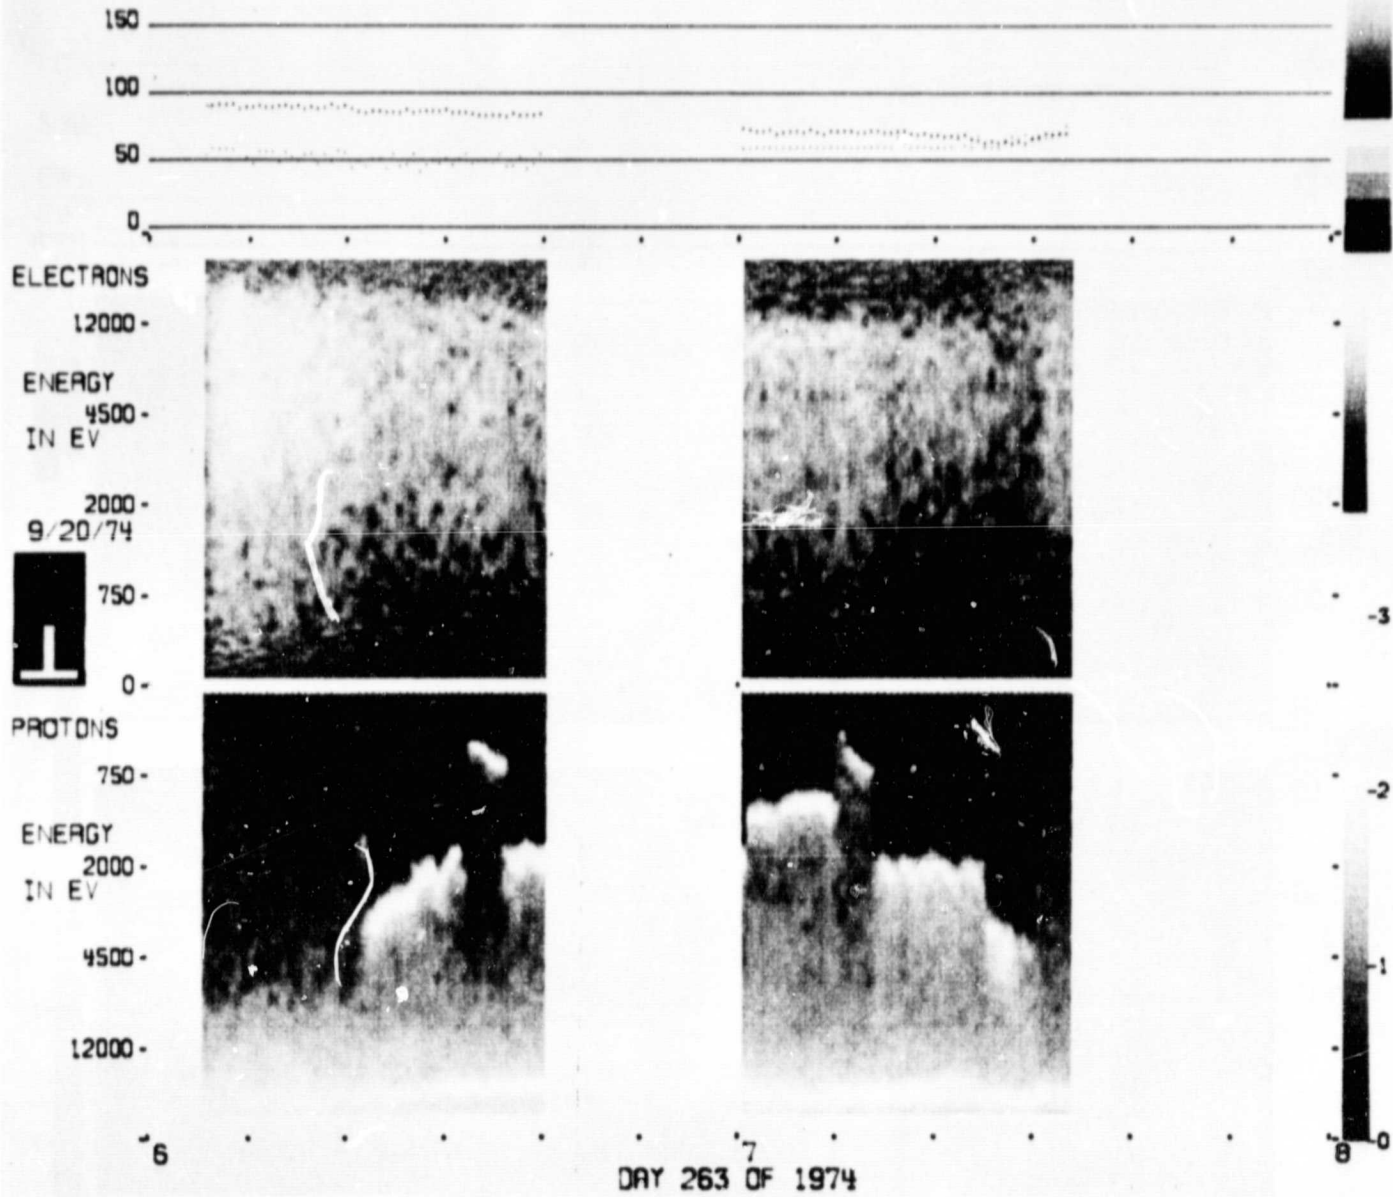 150
100
50
0
ELECTRONS
12000-
ENERGY
4500-
IN EV
2000-
9/20/74
750-
0-
PROTONS
750-
ENERGY
2000-
IN EV
4500-
12000-
-3
-2
-1
-0
6 7 8
DAY 263 OF 1974